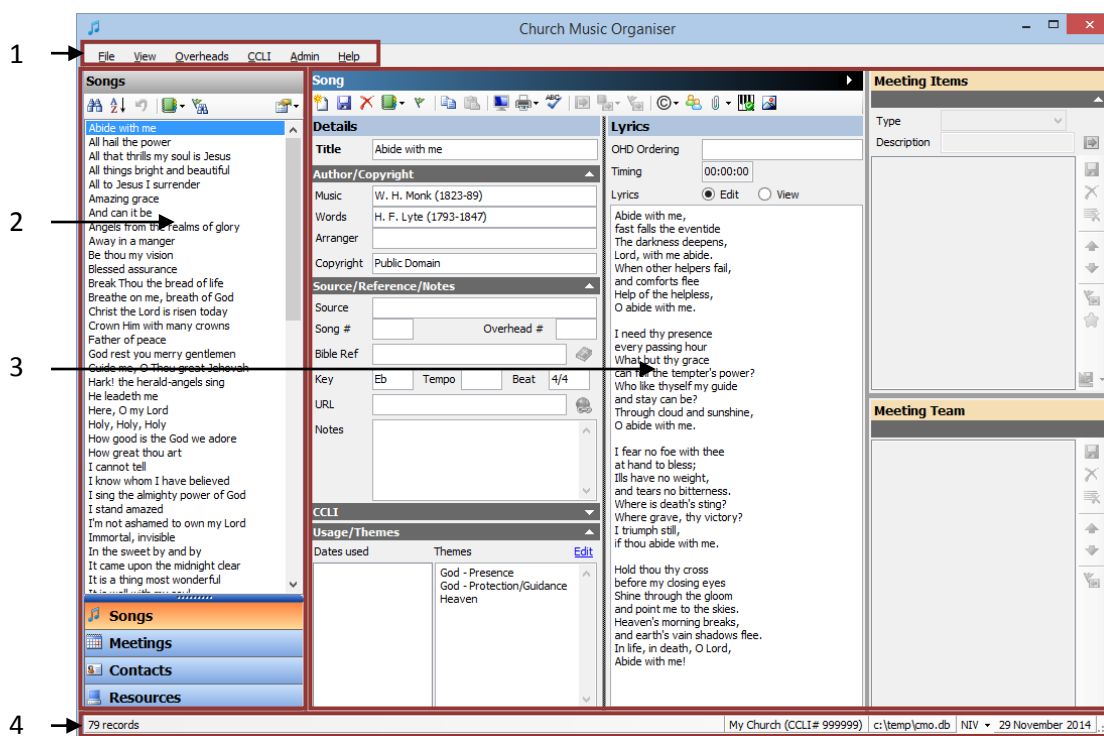 Church Music Organiser
1
File View Overheads CCLI Admin Help
Songs
Abide with me
All hail the power
All that thrills my soul is Jesus
All things bright and beautiful
All to Jesus I surrender
Amazing grace
And can it be
2
Angels from the realms of glory
Away in a manger
Be thou my vision
Blessed assurance
Break Thou the bread of life
Breathe on me, breath of God
Christ the Lord is risen today
Crown Him with many crowns
Father of peace
God rest you merry gentlemen
Guide me, O Thou great Jehovah
Hark! the herald-angels sing
He leadeth me
Here, O my Lord
Holy, Holy, Holy
How good is the God we adore
How great thou art
I cannot tell
I know whom I have believed
I sing the almighty power of God
I stand amazed
I'm not ashamed to own my Lord
Immortal, invisible
In the sweet by and by
It came upon the midnight clear
It is a thing most wonderful
It is well with my soul
Songs
Meetings
Contacts
Resources
Song
ABC
Details
Title Abide with me
Author/Copyright
Music W. H. Monk (1823-89)
Words H. F. Lyte (1793-1847)
Arranger
Copyright Public Domain
Source/Reference/Notes
Source
Song # Overhead #
Bible Ref
3
Key Eb Tempo Beat 4/4
URL
Notes
CCLI
Usage/Themes
Dates used Themes Edit
God - Presence
God - Protection/Guidance
Heaven
Lyrics
OHD Ordering
Timing 00:00:00
Lyrics Edit View
Abide with me,
fast falls the eventide
The darkness deepens,
Lord, with me abide.
When other helpers fail,
and comforts flee
Help of the helpless,
O abide with me.
I need thy presence
every passing hour
What but thy grace
can foil the tempter's power?
Who like thyself my guide
and stay can be?
Through cloud and sunshine,
O abide with me.
I fear no foe with thee
at hand to bless;
Ills have no weight,
and tears no bitterness.
Where is death's sting?
Where grave, thy victory?
I triumph still,
if thou abide with me.
Hold thou thy cross
before my closing eyes
Shine through the gloom
and point me to the skies.
Heaven's morning breaks,
and earth's vain shadows flee.
In life, in death, O Lord,
Abide with me!
Meeting Items
Type
Description
Meeting Team
4
79 records My Church (CCLI# 999999) c:\temp\cmo.db NIV 29 November 2014